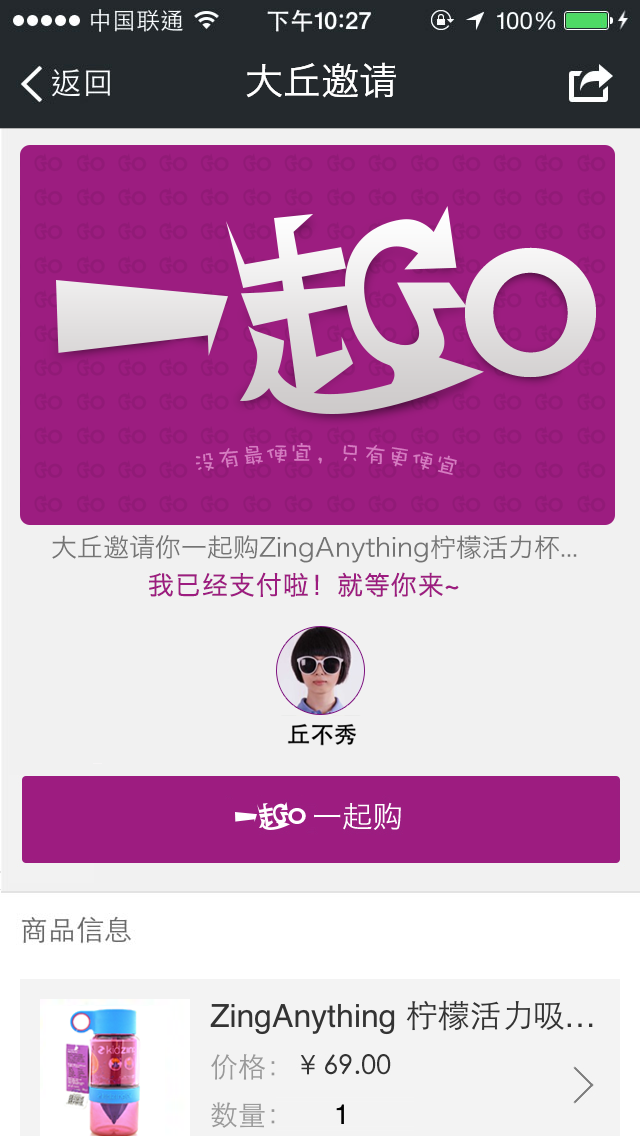 中国联通 下午10:27 100%
返回 大丘邀请
一起GO
没有最便宜，只有更便宜
大丘邀请你一起购ZingAnything柠檬活力杯...
我已经支付啦！就等你来~
丘不秀
一起GO 一起购
商品信息
ZingAnything 柠檬活力吸...
价格： ¥ 69.00
数量： 1
kidzing